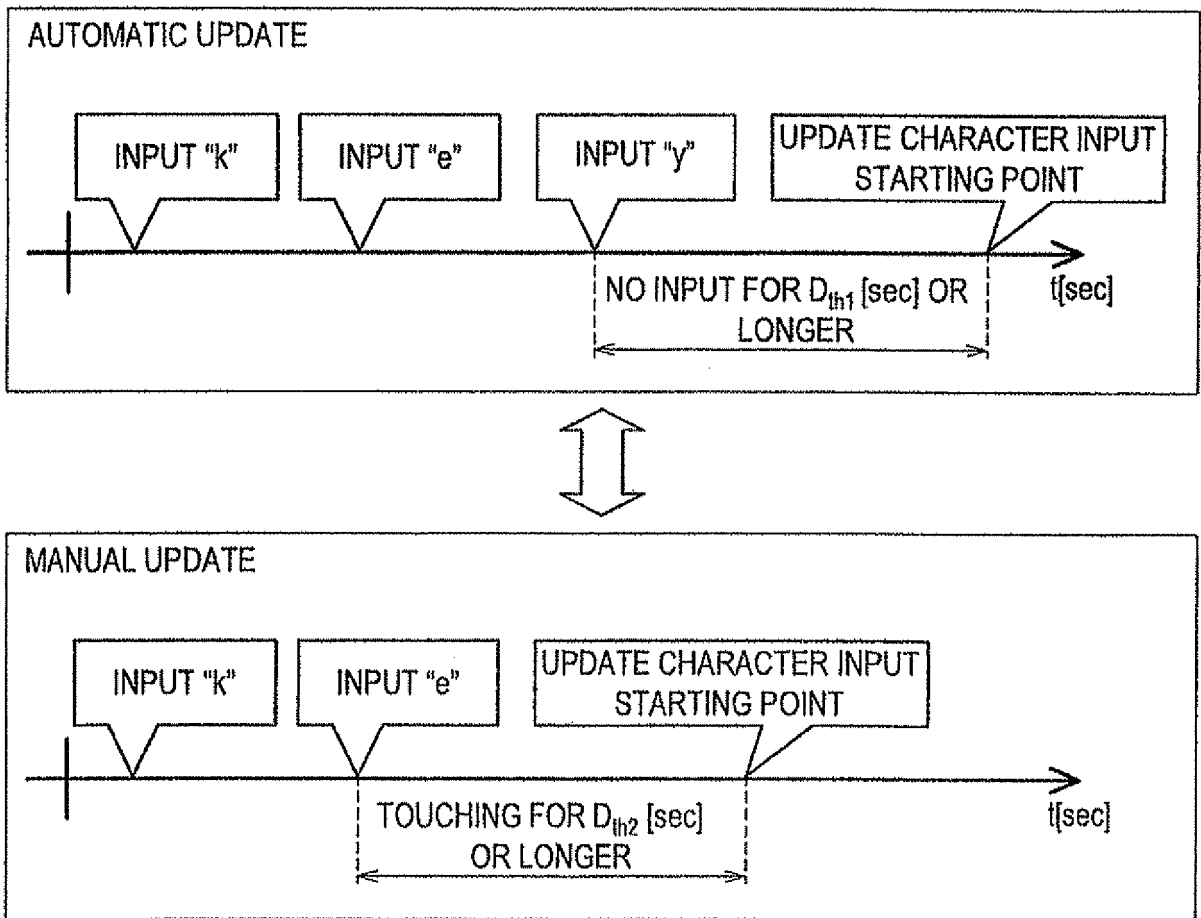 AUTOMATIC UPDATE
INPUT "k"
INPUT "e"
INPUT "y"
UPDATE CHARACTER INPUT
STARTING POINT
NO INPUT FOR Dth1 [sec] OR
LONGER
t[sec]
MANUAL UPDATE
INPUT "k"
INPUT "e"
UPDATE CHARACTER INPUT
STARTING POINT
TOUCHING FOR Dth2 [sec]
OR LONGER
t[sec]